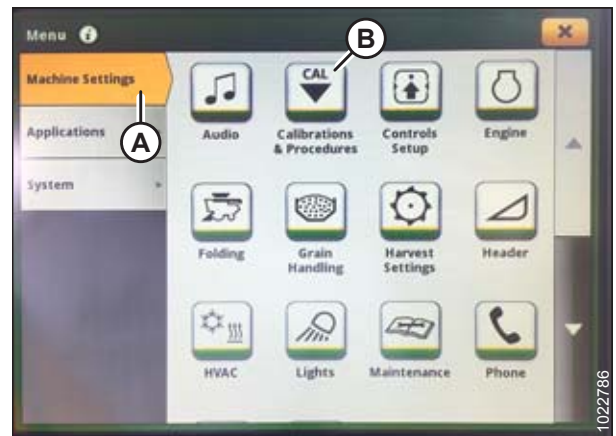 Menu
B
Machine Settings
A
Applications
System
CAL
Audio
Calibrations
& Procedures
Controls
Setup
Engine
Folding
Grain
Handling
Harvest
Settings
Header
HVAC
Lights
Maintenance
Phone
1022786